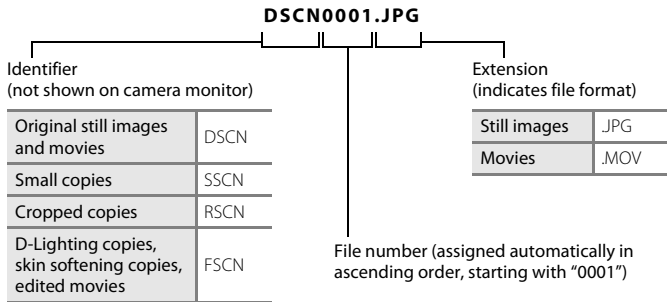 DSCN0001.JPG
Identifier
(not shown on camera monitor)
Original still images
and movies
DSCN
Small copies
SSCN
Cropped copies
RSCN
D-Lighting copies,
skin softening copies,
edited movies
FSCN
Extension
(indicates file format)
Still images
.JPG
Movies
.MOV
File number (assigned automatically in
ascending order, starting with “0001”)